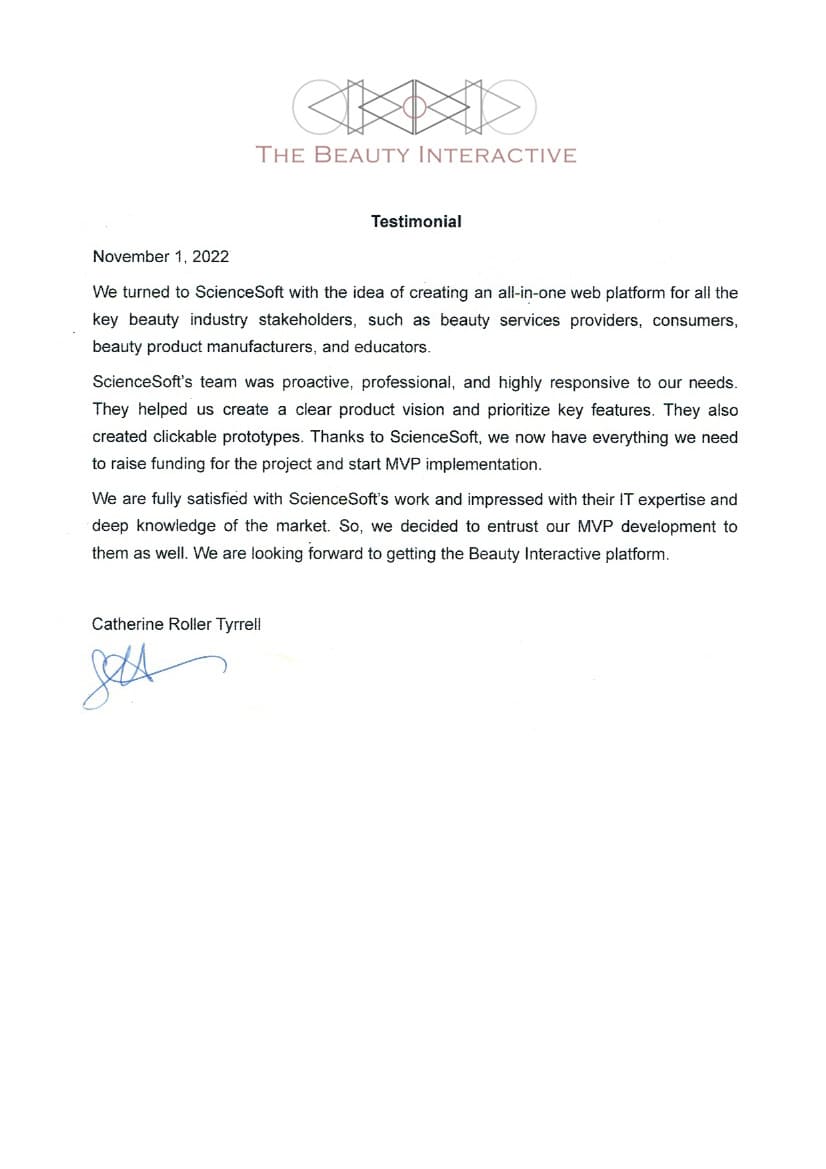 THE BEAUTY INTERACTIVE
Testimonial
November 1, 2022
We turned to ScienceSoft with the idea of creating an all-in-one web platform for all the
key beauty industry stakeholders, such as beauty services providers, consumers,
beauty product manufacturers, and educators.
ScienceSoft's team was proactive, professional, and highly responsive to our needs.
They helped us create a clear product vision and prioritize key features. They also
created clickable prototypes. Thanks to ScienceSoft, we now have everything we need
to raise funding for the project and start MVP implementation.
We are fully satisfied with ScienceSoft's work and impressed with their IT expertise and
deep knowledge of the market. So, we decided to entrust our MVP development to
them as well. We are looking forward to getting the Beauty Interactive platform.
Catherine Roller Tyrrell